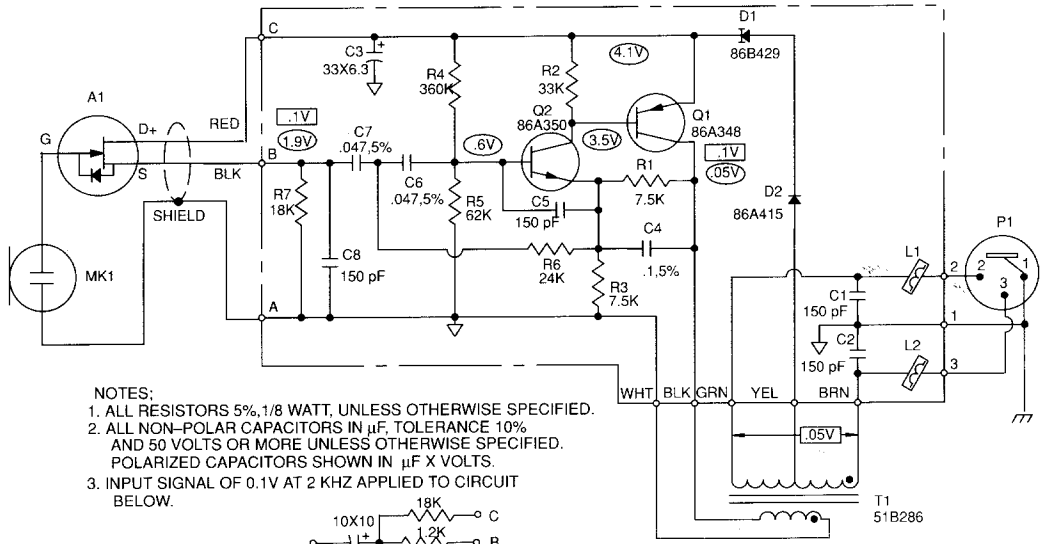 C
D1
86B429
C3
+
33X6.3
R4
360K
R2
33K
4.1V
Q2
86A350
Q1
86A348
A1
G
D+
S
RED
BLK
SHIELD
.1V
1.9V
B
C7
.047,5%
C6
.047,5%
.6V
3.5V
.1V
.05V
R1
7.5K
R7
18K
R5
62K
C5
150 pF
C4
.1,5%
D2
86A415
P1
C8
150 pF
R6
24K
R3
7.5K
MK1
A
L1
2
2
1
3
C1
150 pF
1
C2
150 pF
L2
3
WHT
BLK
GRN
YEL
BRN
.05V
T1
51B286
NOTES;
1. ALL RESISTORS 5%,1/8 WATT, UNLESS OTHERWISE SPECIFIED.
2. ALL NON–POLAR CAPACITORS IN µF, TOLERANCE 10%
AND 50 VOLTS OR MORE UNLESS OTHERWISE SPECIFIED.
POLARIZED CAPACITORS SHOWN IN µF X VOLTS.
3. INPUT SIGNAL OF 0.1V AT 2 KHZ APPLIED TO CIRCUIT
BELOW.
18K
C
10X10
+
1.2K
B